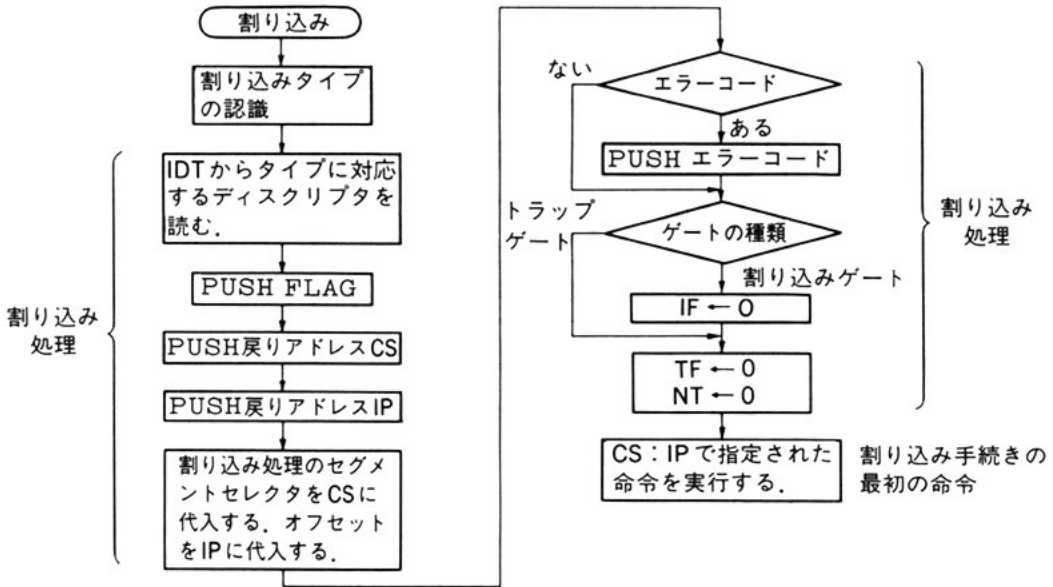 割り込み
割り込みタイプ
の認識
IDTからタイプに対応
するディスクリプタを
読む.
PUSH FLAG
PUSH戻りアドレスCS
PUSH戻りアドレスIP
割り込み処理のセグメ
ントセレクタをCSに
代入する. オフセット
をIPに代入する.
割り込み
処理
ない
エラーコード
ある
PUSH エラーコード
トラップ
ゲート
ゲートの種類
割り込みゲート
IF ← 0
TF ← 0
NT ← 0
割り込み
処理
CS：IPで指定された
命令を実行する.
割り込み手続きの
最初の命令